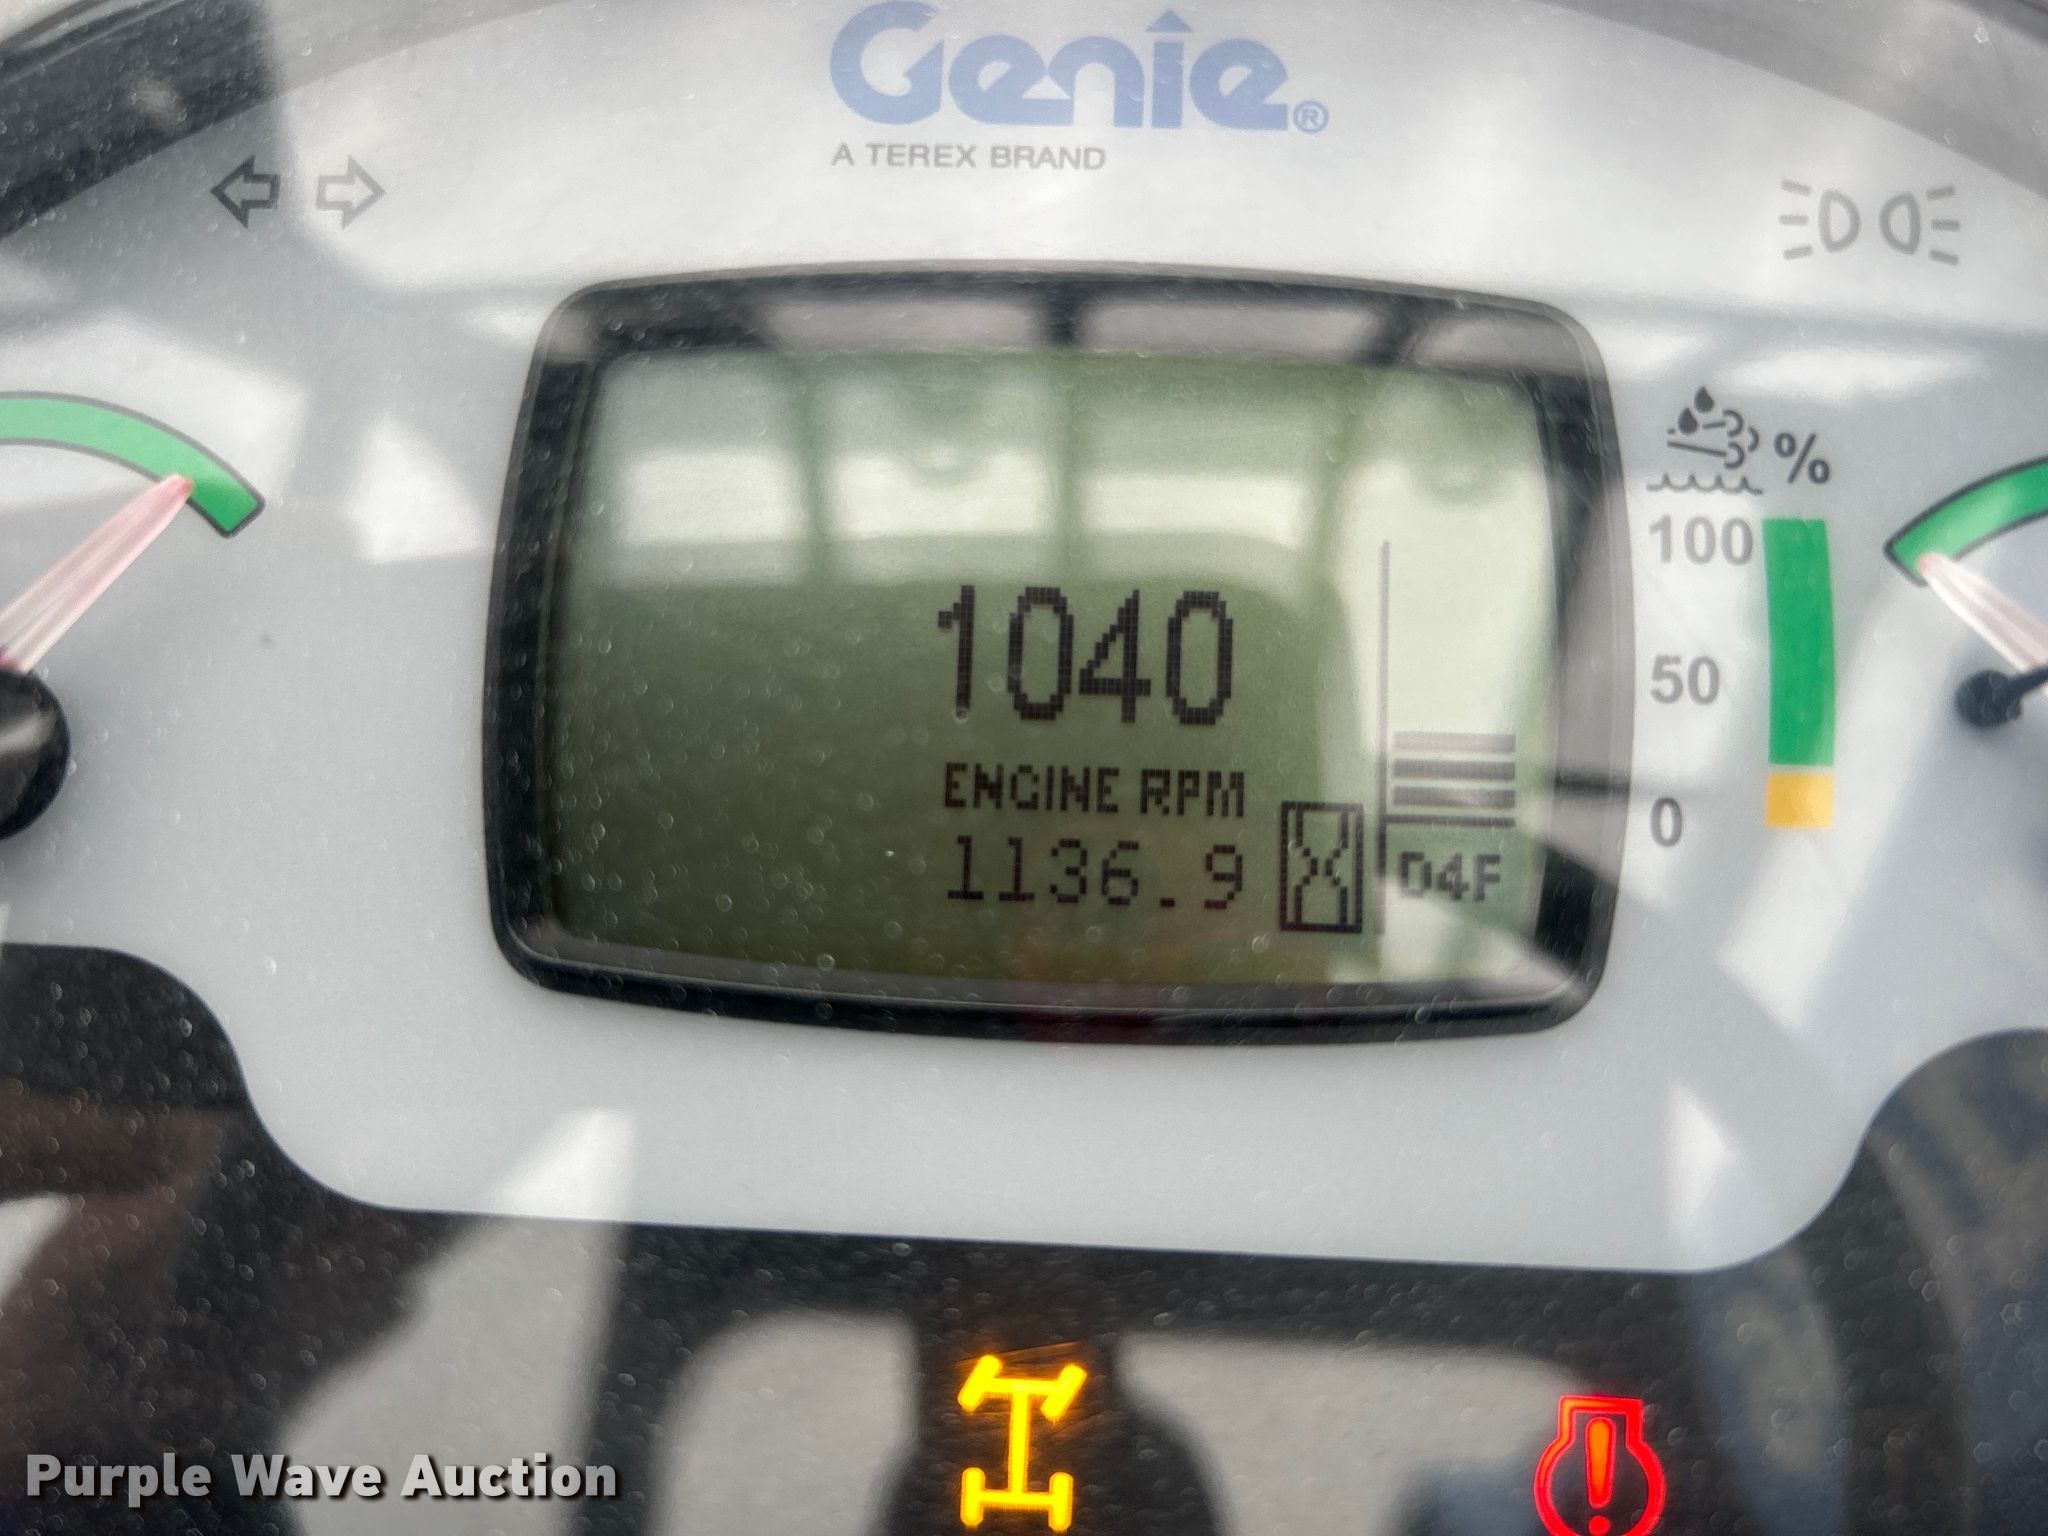 Genie®
A TEREX BRAND
%
100
50
0
1040
ENGINE RPM
1136.9
D4F
Purple Wave Auction